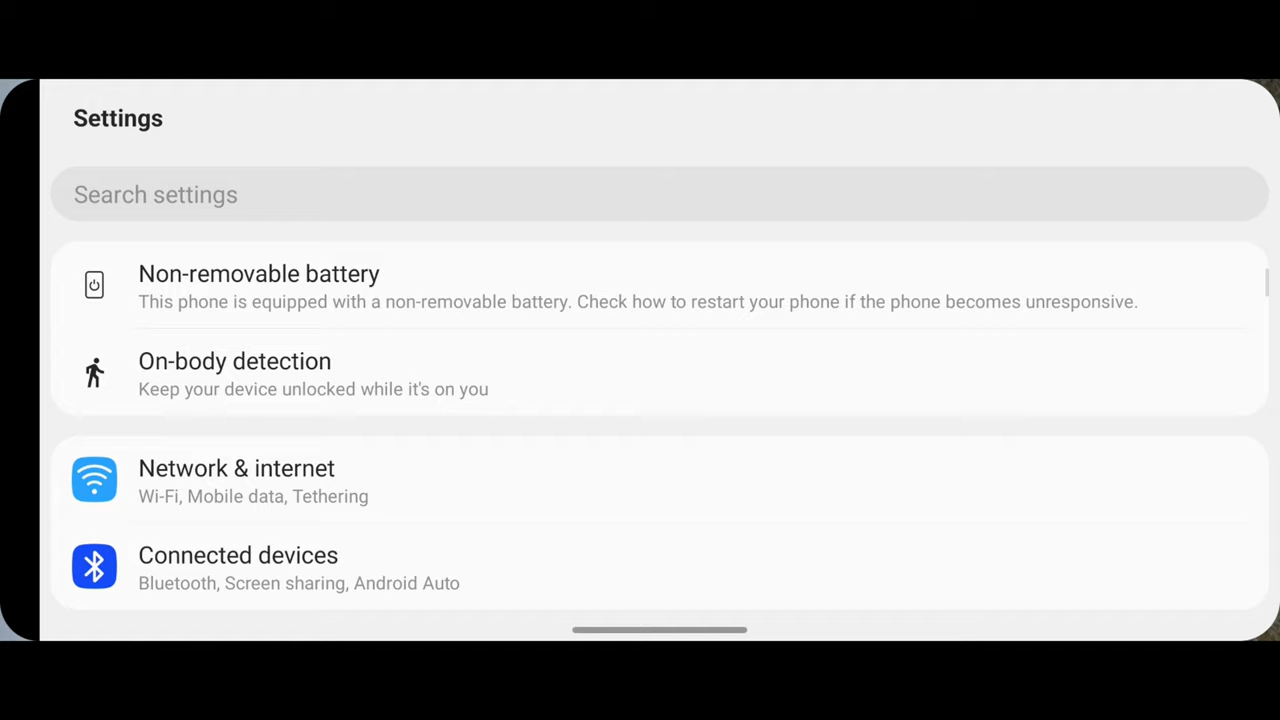 Settings
Search settings
Non-removable battery
This phone is equipped with a non-removable battery. Check how to restart your phone if the phone becomes unresponsive.
On-body detection
Keep your device unlocked while it's on you
Network & internet
Wi-Fi, Mobile data, Tethering
Connected devices
Bluetooth, Screen sharing, Android Auto